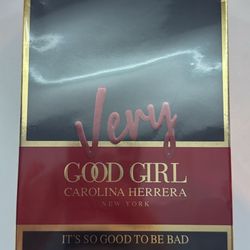 Very
GOOD GIRL
CAROLINA HERRERA
NEW YORK
IT'S SO GOOD TO BE BAD